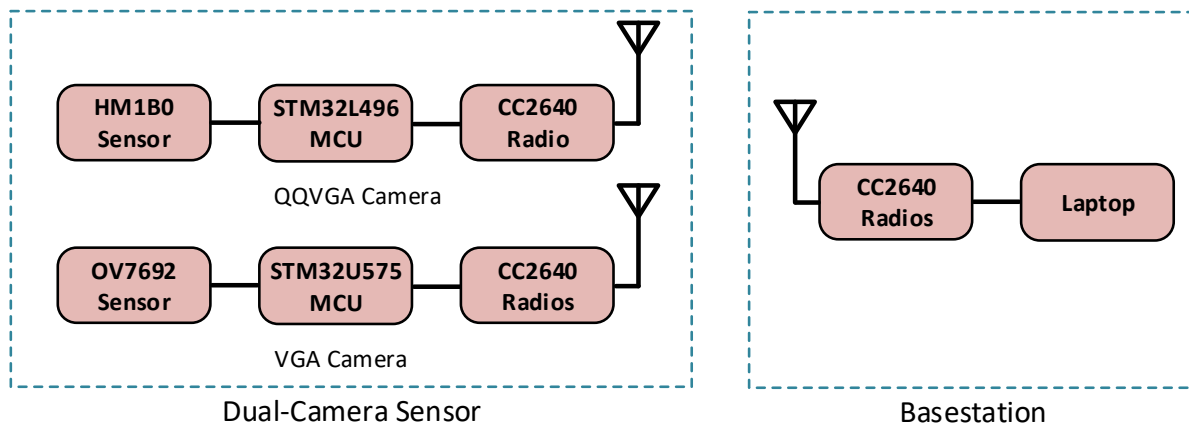 HM1B0
Sensor
STM32L496
MCU
CC2640
Radio
QQVGA Camera
OV7692
Sensor
STM32U575
MCU
CC2640
Radios
VGA Camera
Dual-Camera Sensor
CC2640
Radios
Laptop
Basestation